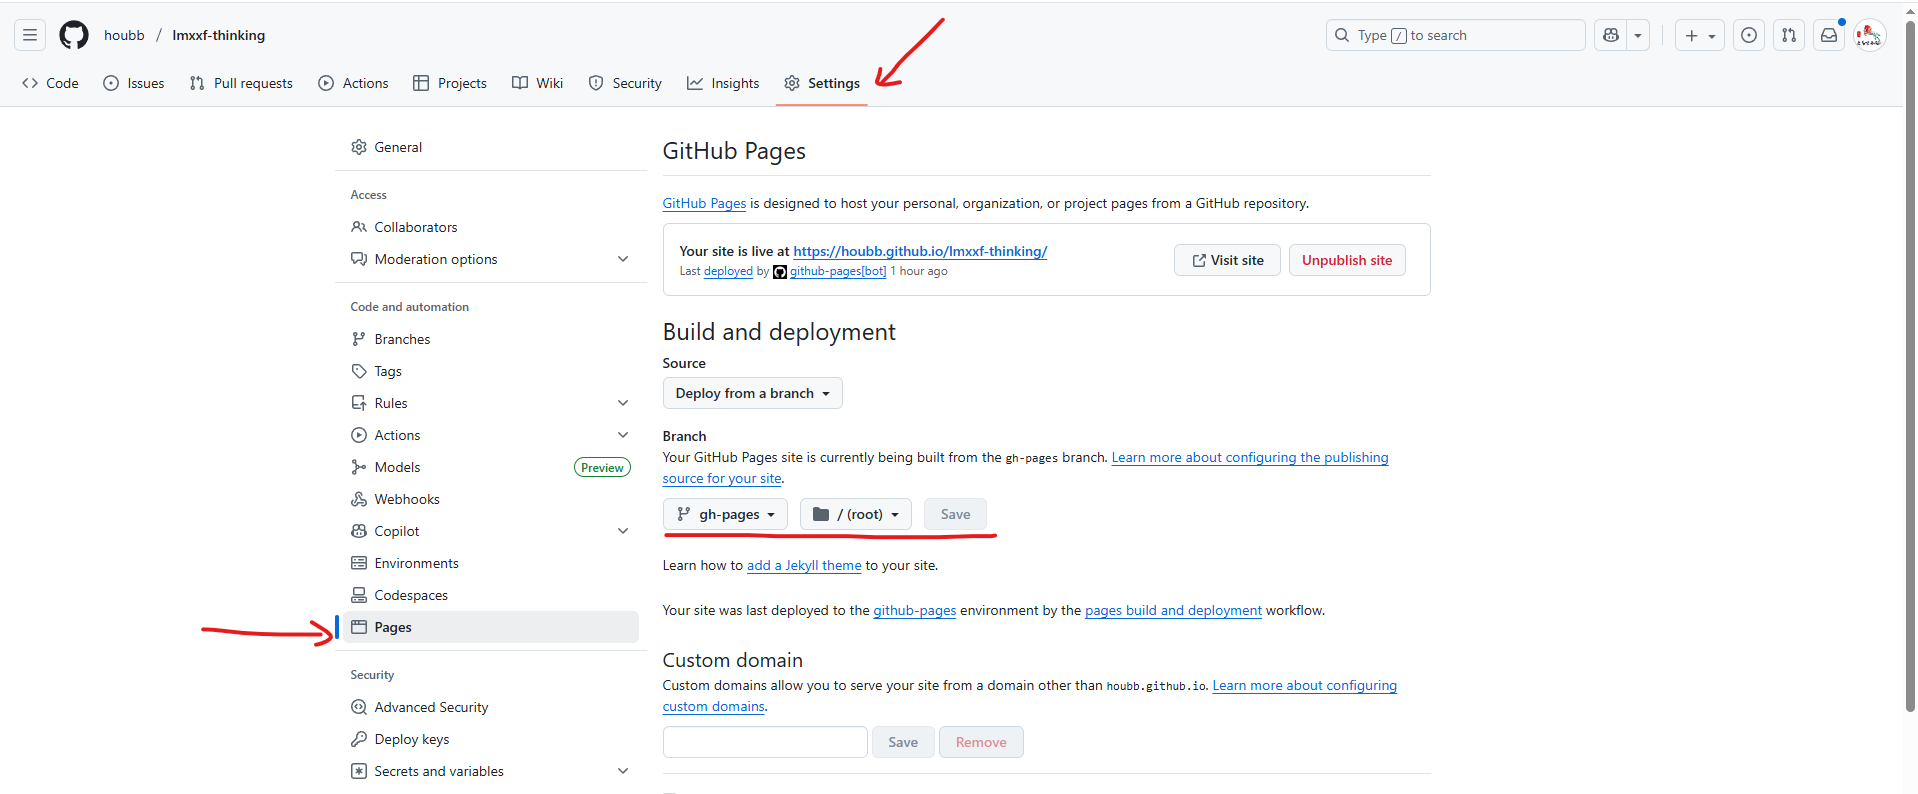 houbb / lmxxf-thinking
Type / to search
Code Issues Pull requests Actions Projects Wiki Security Insights Settings
General
Access
Collaborators
Moderation options
Code and automation
Branches
Tags
Rules
Actions
Models Preview
Webhooks
Copilot
Environments
Codespaces
Pages
Security
Advanced Security
Deploy keys
Secrets and variables
GitHub Pages
GitHub Pages is designed to host your personal, organization, or project pages from a GitHub repository.
Your site is live at https://houbb.github.io/lmxxf-thinking/
Last deployed by github-pages[bot] 1 hour ago
Visit site Unpublish site
Build and deployment
Source
Deploy from a branch
Branch
Your GitHub Pages site is currently being built from the gh-pages branch. Learn more about configuring the publishing
source for your site.
gh-pages / (root) Save
Learn how to add a Jekyll theme to your site.
Your site was last deployed to the github-pages environment by the pages build and deployment workflow.
Custom domain
Custom domains allow you to serve your site from a domain other than houbb.github.io. Learn more about configuring
custom domains.
Save Remove